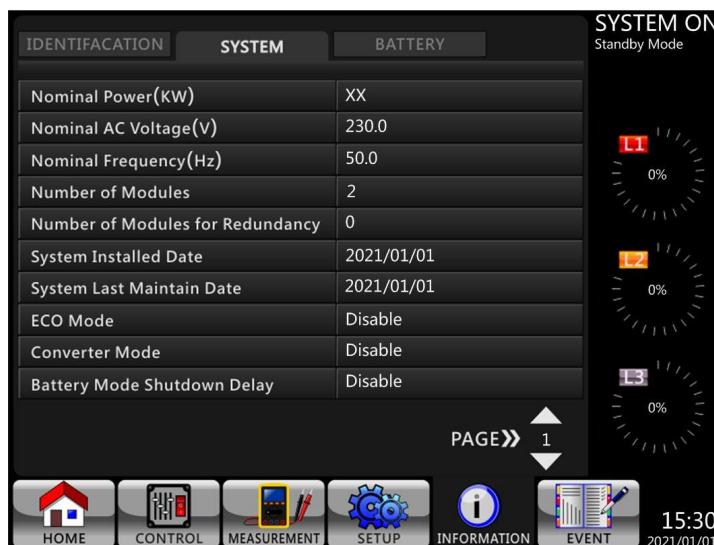 SYSTEM ON
Standby Mode
IDENTIFACATION SYSTEM BATTERY
Nominal Power(KW) XX
Nominal AC Voltage(V) 230.0
Nominal Frequency(Hz) 50.0
Number of Modules 2
Number of Modules for Redundancy 0
System Installed Date 2021/01/01
System Last Maintain Date 2021/01/01
ECO Mode Disable
Converter Mode Disable
Battery Mode Shutdown Delay Disable
PAGE 1
L1
0%
L2
0%
L3
0%
HOME CONTROL MEASUREMENT SETUP INFORMATION EVENT
15:30
2021/01/01